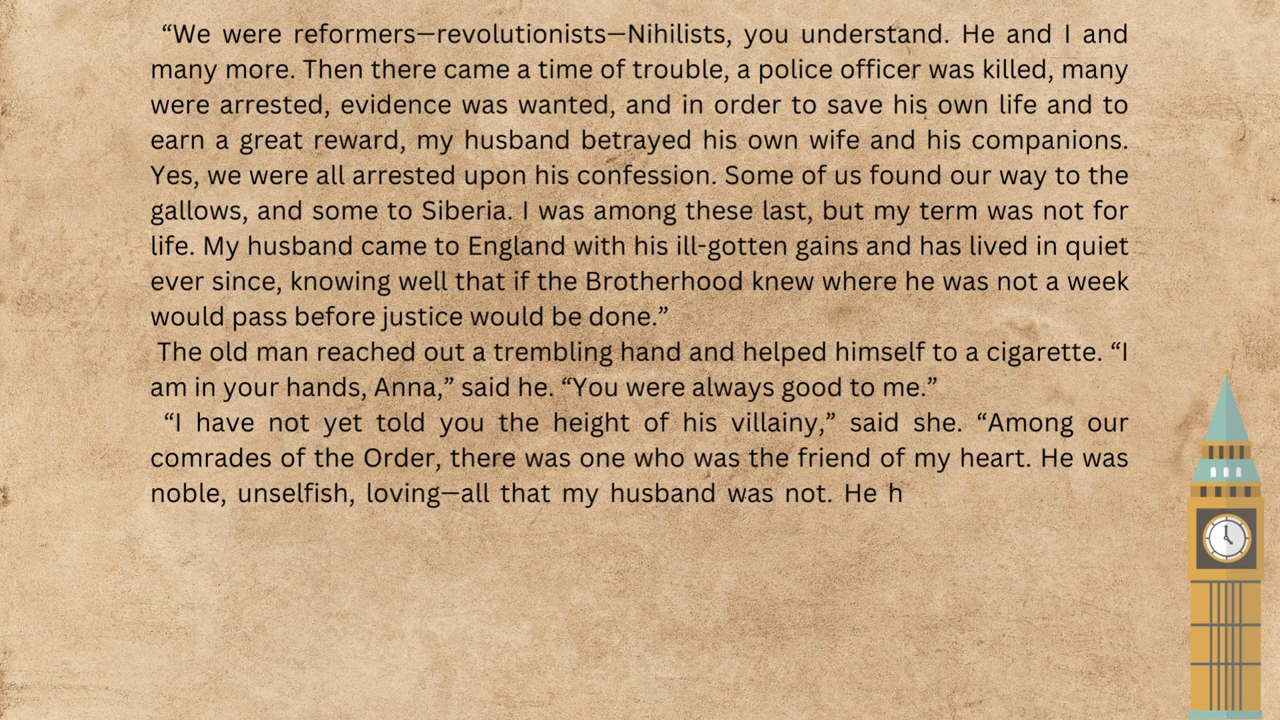 “We were reformers—revolutionists—Nihilists, you understand. He and I and
many more. Then there came a time of trouble, a police officer was killed, many
were arrested, evidence was wanted, and in order to save his own life and to
earn a great reward, my husband betrayed his own wife and his companions.
Yes, we were all arrested upon his confession. Some of us found our way to the
gallows, and some to Siberia. I was among these last, but my term was not for
life. My husband came to England with his ill-gotten gains and has lived in quiet
ever since, knowing well that if the Brotherhood knew where he was not a week
would pass before justice would be done.”
The old man reached out a trembling hand and helped himself to a cigarette. “I
am in your hands, Anna,” said he. “You were always good to me.”
“I have not yet told you the height of his villainy,” said she. “Among our
comrades of the Order, there was one who was the friend of my heart. He was
noble, unselfish, loving—all that my husband was not. He h